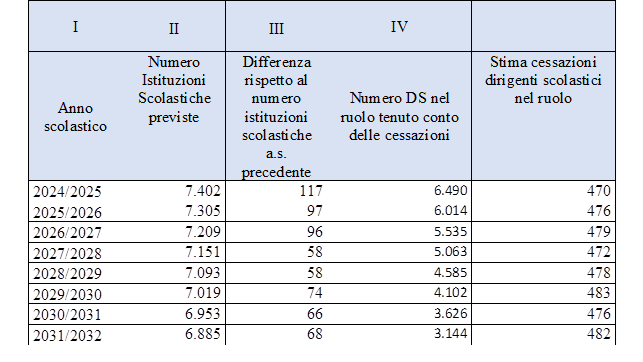 I II III IV
Anno scolastico
Numero Istituzioni Scolastiche previste
Differenza rispetto al numero istituzioni scolastiche a.s. precedente
Numero DS nel ruolo tenuto conto delle cessazioni
Stima cessazioni dirigenti scolastici nel ruolo
2024/2025 7.402 117 6.490 470
2025/2026 7.305 97 6.014 476
2026/2027 7.209 96 5.535 479
2027/2028 7.151 58 5.063 472
2028/2029 7.093 58 4.585 478
2029/2030 7.019 74 4.102 483
2030/2031 6.953 66 3.626 476
2031/2032 6.885 68 3.144 482